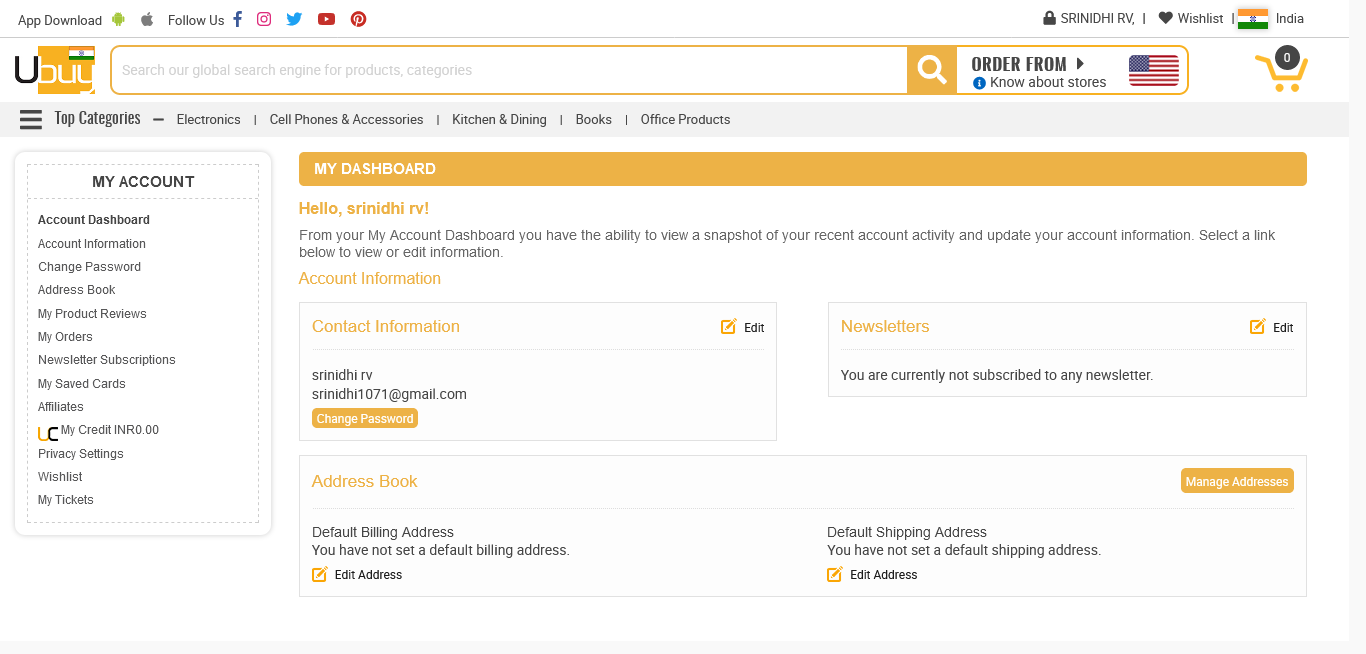 App Download Follow Us
SRINIDHI RV, | Wishlist | India
Ubuy
Search our global search engine for products, categories
ORDER FROM
Know about stores
0
Top Categories — Electronics | Cell Phones & Accessories | Kitchen & Dining | Books | Office Products
MY ACCOUNT
Account Dashboard
Account Information
Change Password
Address Book
My Product Reviews
My Orders
Newsletter Subscriptions
My Saved Cards
Affiliates
UC My Credit INR0.00
Privacy Settings
Wishlist
My Tickets
MY DASHBOARD
Hello, srinidhi rv!
From your My Account Dashboard you have the ability to view a snapshot of your recent account activity and update your account information. Select a link
below to view or edit information.
Account Information
Contact Information Edit
srinidhi rv
srinidhi1071@gmail.com
Change Password
Newsletters Edit
You are currently not subscribed to any newsletter.
Address Book Manage Addresses
Default Billing Address
You have not set a default billing address.
Edit Address
Default Shipping Address
You have not set a default shipping address.
Edit Address